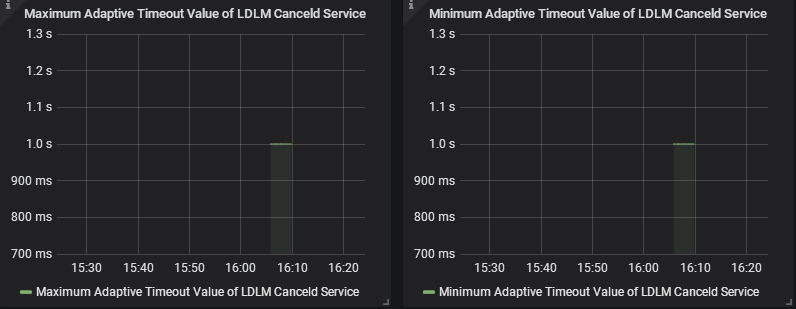 Maximum Adaptive Timeout Value of LDLM Canceld Service
1.3 s
1.2 s
1.1 s
1.0 s
900 ms
800 ms
700 ms
15:30 15:40 15:50 16:00 16:10 16:20
Maximum Adaptive Timeout Value of LDLM Canceld Service
Minimum Adaptive Timeout Value of LDLM Canceld Service
1.3 s
1.2 s
1.1 s
1.0 s
900 ms
800 ms
700 ms
15:30 15:40 15:50 16:00 16:10 16:20
Minimum Adaptive Timeout Value of LDLM Canceld Service